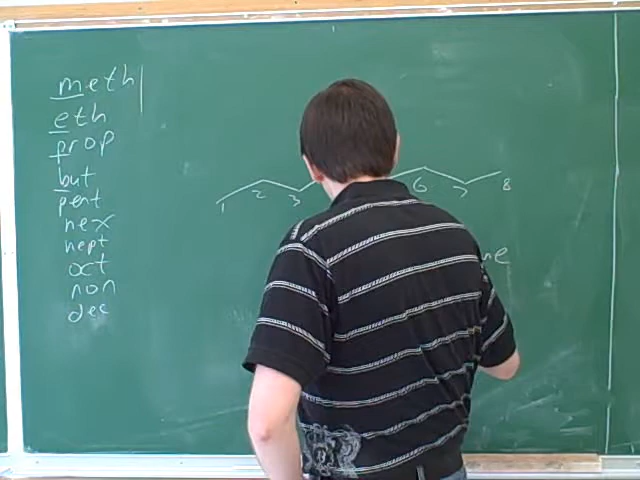 meth
eth
prop
but
pent
hex
hept
oct
non
dec
1 2 3 6 7 8
ne